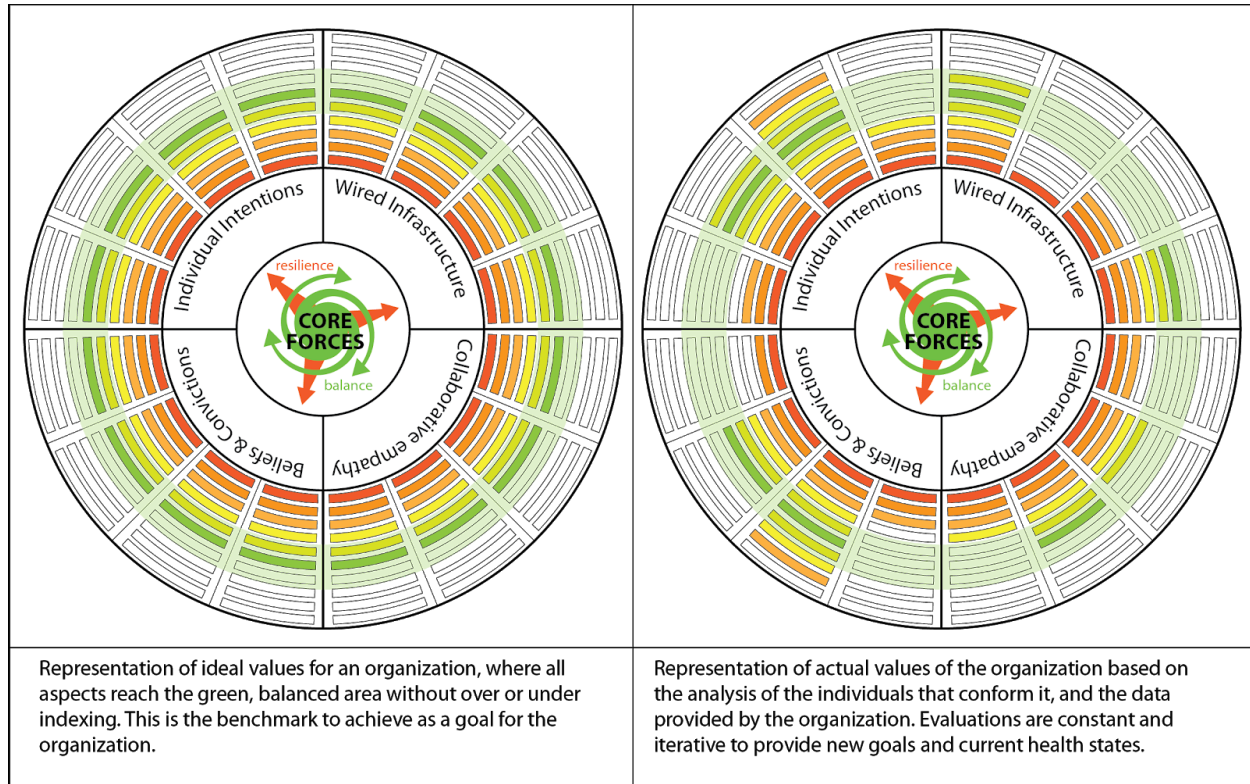 Individual Intentions
Wired Infrastructure
resilience
CORE
FORCES
balance
Beliefs & Convictions
Collaborative empathy
Individual Intentions
Wired Infrastructure
resilience
CORE
FORCES
balance
Beliefs & Convictions
Collaborative empathy
Representation of ideal values for an organization, where all
aspects reach the green, balanced area without over or under
indexing. This is the benchmark to achieve as a goal for the
organization.
Representation of actual values of the organization based on
the analysis of the individuals that conform it, and the data
provided by the organization. Evaluations are constant and
iterative to provide new goals and current health states.